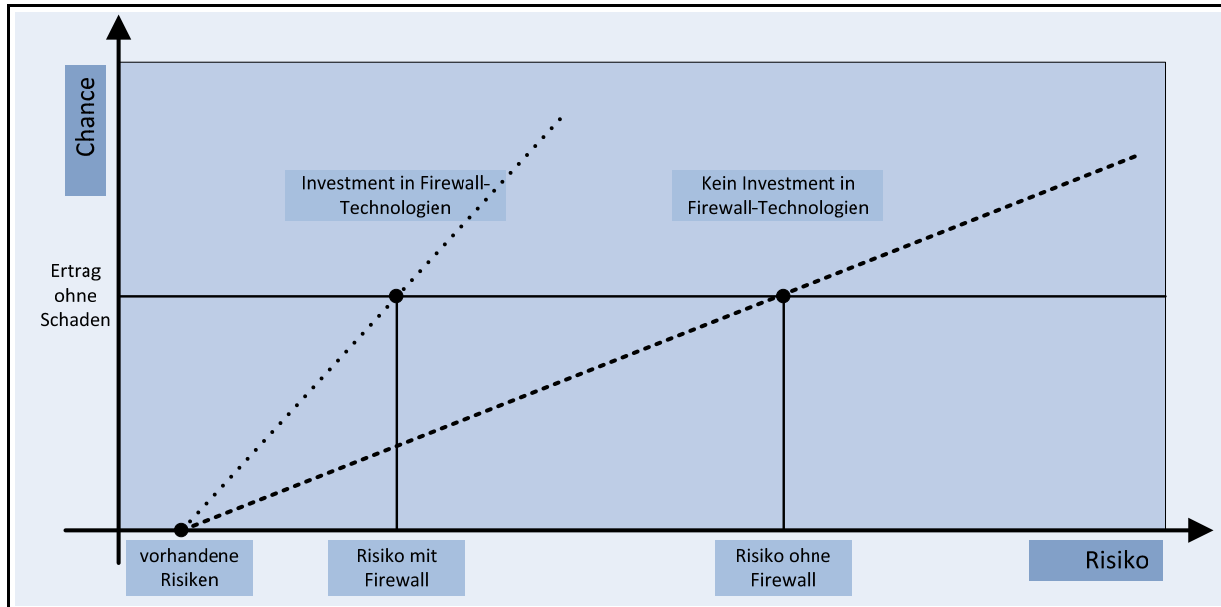 Chance
Investment in Firewall-
Technologien
Kein Investment in
Firewall-Technologien
Ertrag
ohne
Schaden
vorhandene
Risiken
Risiko mit
Firewall
Risiko ohne
Firewall
Risiko